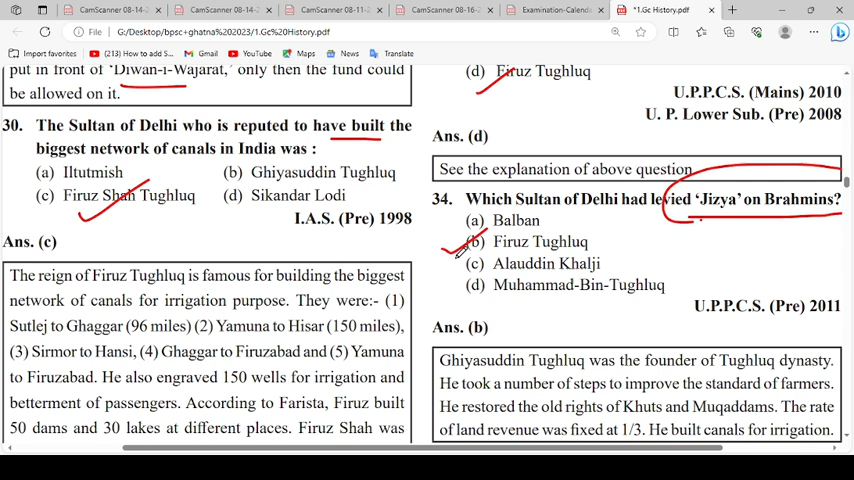 CamScanner 08-14-2
CamScanner 08-14-2
CamScanner 08-11-2
CamScanner 08-16-2
Examination-Calend
*1.Gc History.pdf
File
G:/Desktop/bpsc+ghatna%202023/1.Gc%20History.pdf
Import favorites
(213) How to add S...
Gmail
YouTube
Maps
News
Translate
put in front of ‘Diwan-i-Wajarat,’ only then the fund could
be allowed on it.
30. The Sultan of Delhi who is reputed to have built the
biggest network of canals in India was :
(a) Iltutmish (b) Ghiyasuddin Tughluq
(c) Firuz Shah Tughluq (d) Sikandar Lodi
I.A.S. (Pre) 1998
Ans. (c)
The reign of Firuz Tughluq is famous for building the biggest
network of canals for irrigation purpose. They were:- (1)
Sutlej to Ghaggar (96 miles) (2) Yamuna to Hisar (150 miles),
(3) Sirmor to Hansi, (4) Ghaggar to Firuzabad and (5) Yamuna
to Firuzabad. He also engraved 150 wells for irrigation and
betterment of passengers. According to Farista, Firuz built
50 dams and 30 lakes at different places. Firuz Shah was
(d) Firuz Tughluq
U.P.P.C.S. (Mains) 2010
U. P. Lower Sub. (Pre) 2008
Ans. (d)
See the explanation of above question.
34. Which Sultan of Delhi had levied ‘Jizya’ on Brahmins?
(a) Balban
(b) Firuz Tughluq
(c) Alauddin Khalji
(d) Muhammad-Bin-Tughluq
U.P.P.C.S. (Pre) 2011
Ans. (b)
Ghiyasuddin Tughluq was the founder of Tughluq dynasty.
He took a number of steps to improve the standard of farmers.
He restored the old rights of Khuts and Muqaddams. The rate
of land revenue was fixed at 1/3. He built canals for irrigation.